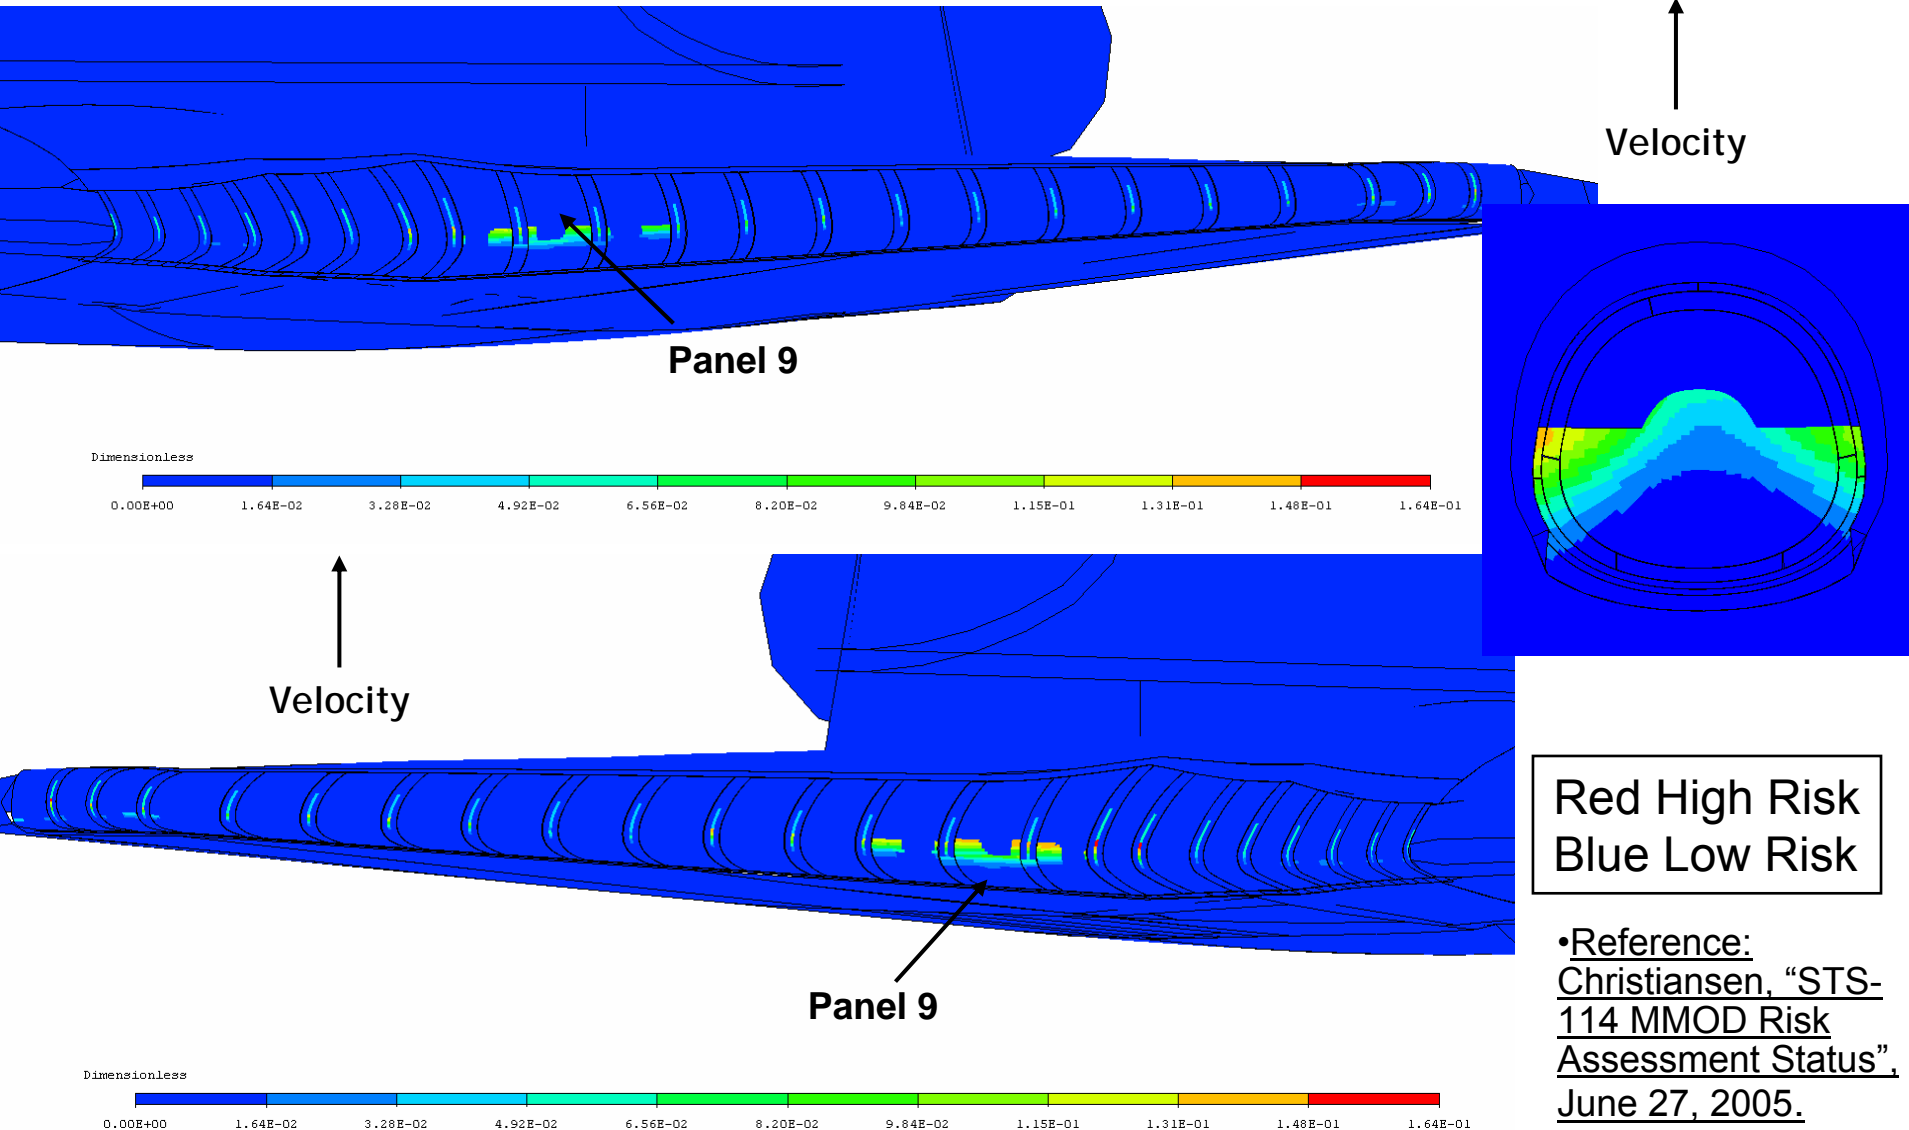 Velocity
Panel 9
Dimensionless
0.00E+00 1.64E-02 3.28E-02 4.92E-02 6.56E-02 8.20E-02 9.84E-02 1.15E-01 1.31E-01 1.48E-01 1.64E-01
Velocity
Panel 9
Dimensionless
0.00E+00 1.64E-02 3.28E-02 4.92E-02 6.56E-02 8.20E-02 9.84E-02 1.15E-01 1.31E-01 1.48E-01 1.64E-01
Red High Risk
Blue Low Risk
•Reference:
Christiansen, “STS-
114 MMOD Risk
Assessment Status”,
June 27, 2005.